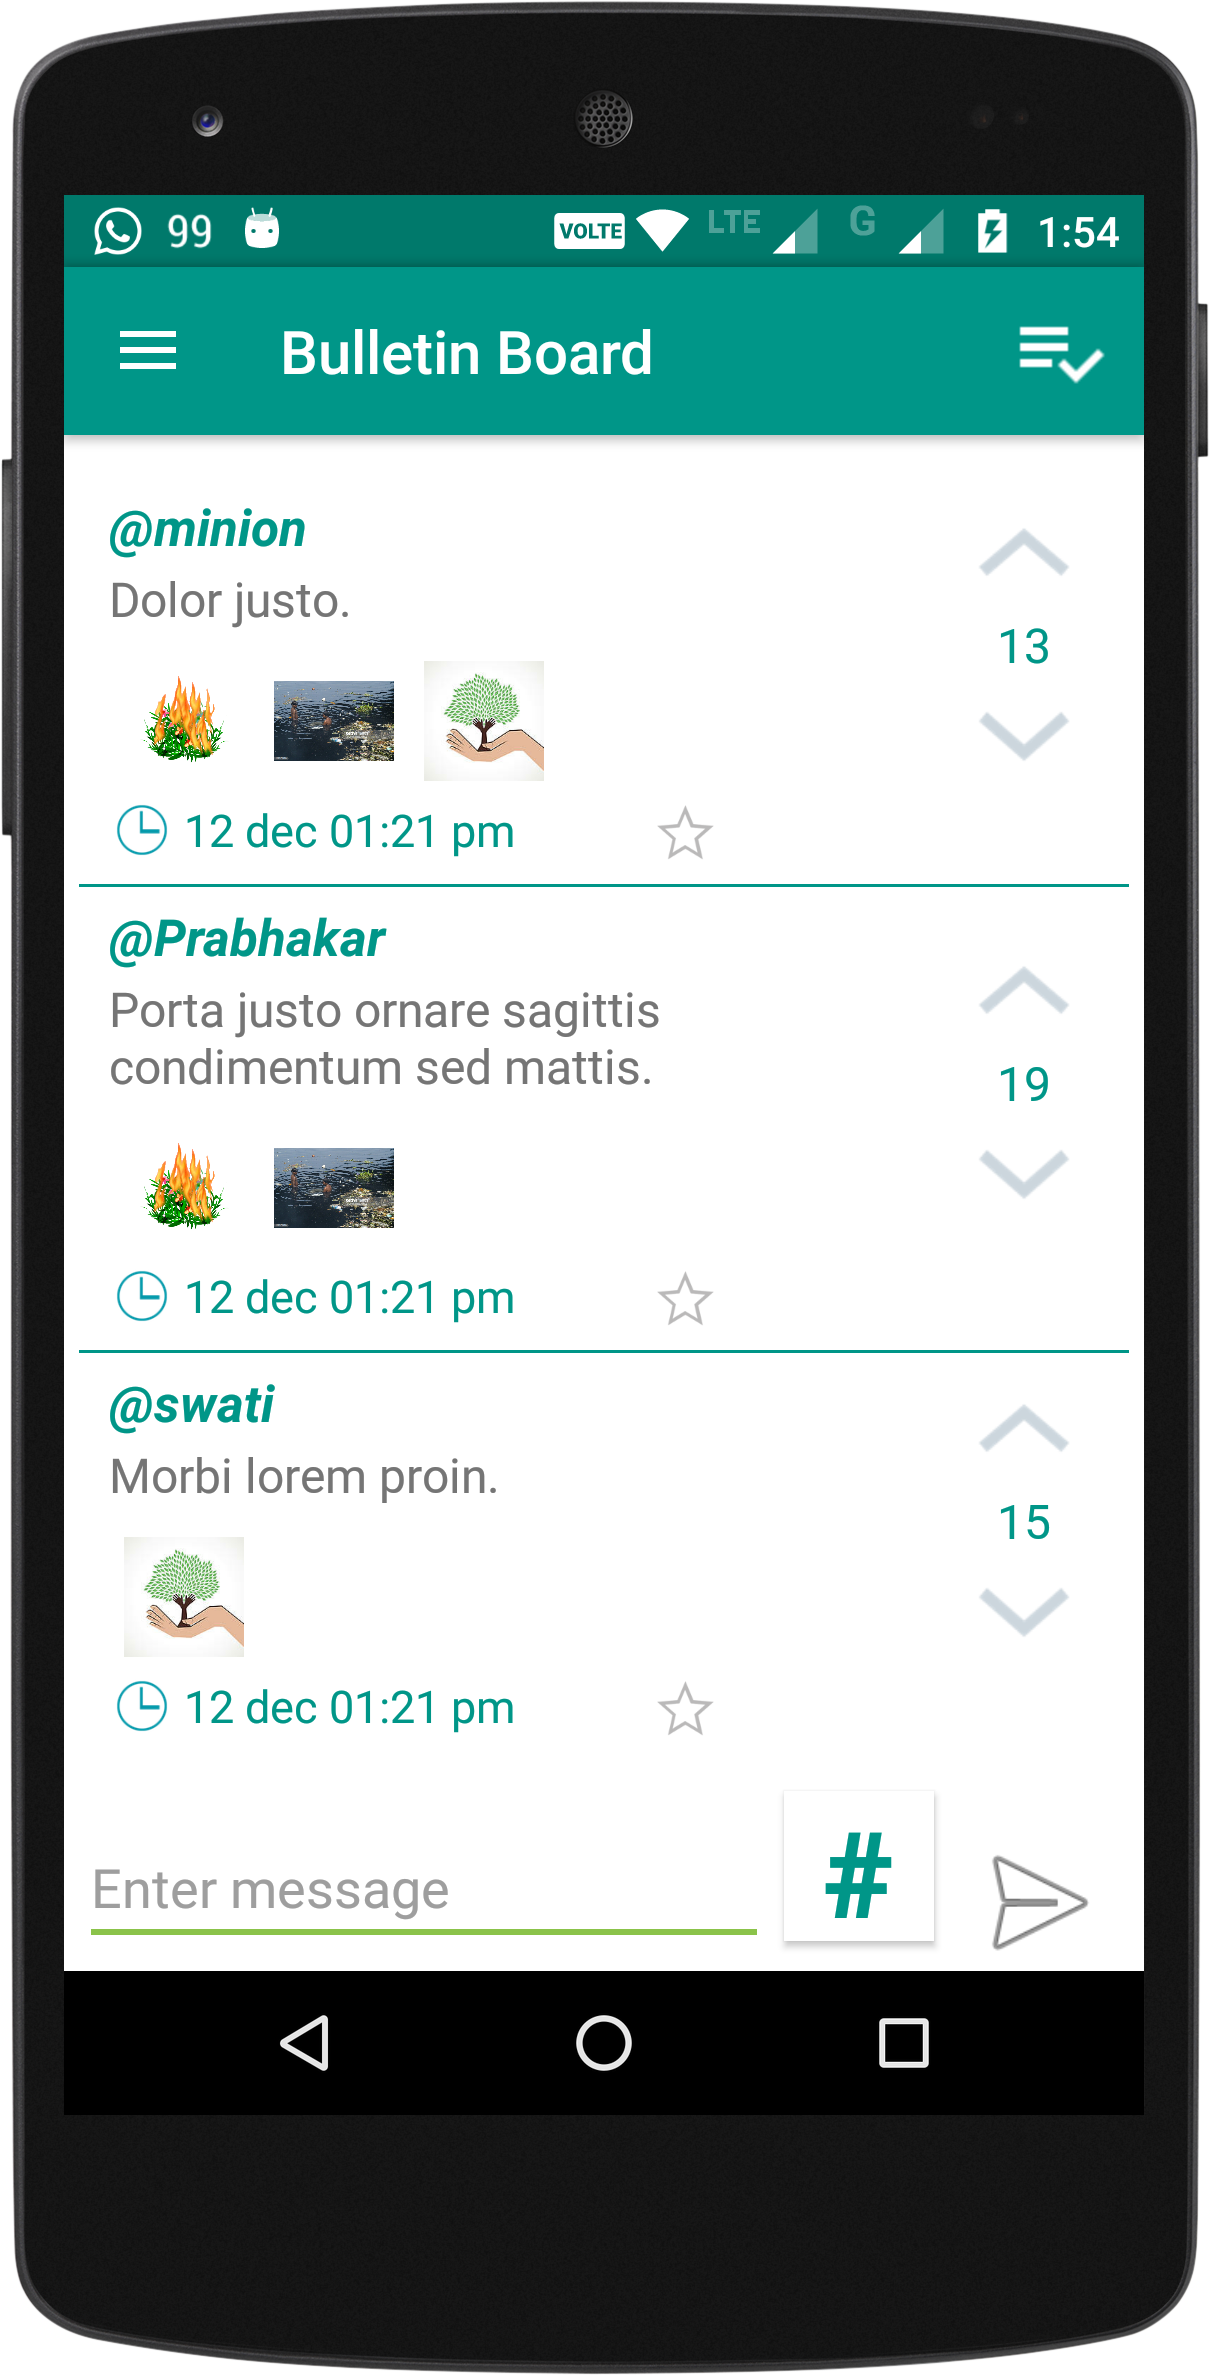 99 VOLTE LTE G 1:54
Bulletin Board
@minion
Dolor justo.
13
12 dec 01:21 pm
@Prabhakar
Porta justo ornare sagittis
condimentum sed mattis.
19
12 dec 01:21 pm
@swati
Morbi lorem proin.
15
12 dec 01:21 pm
Enter message #